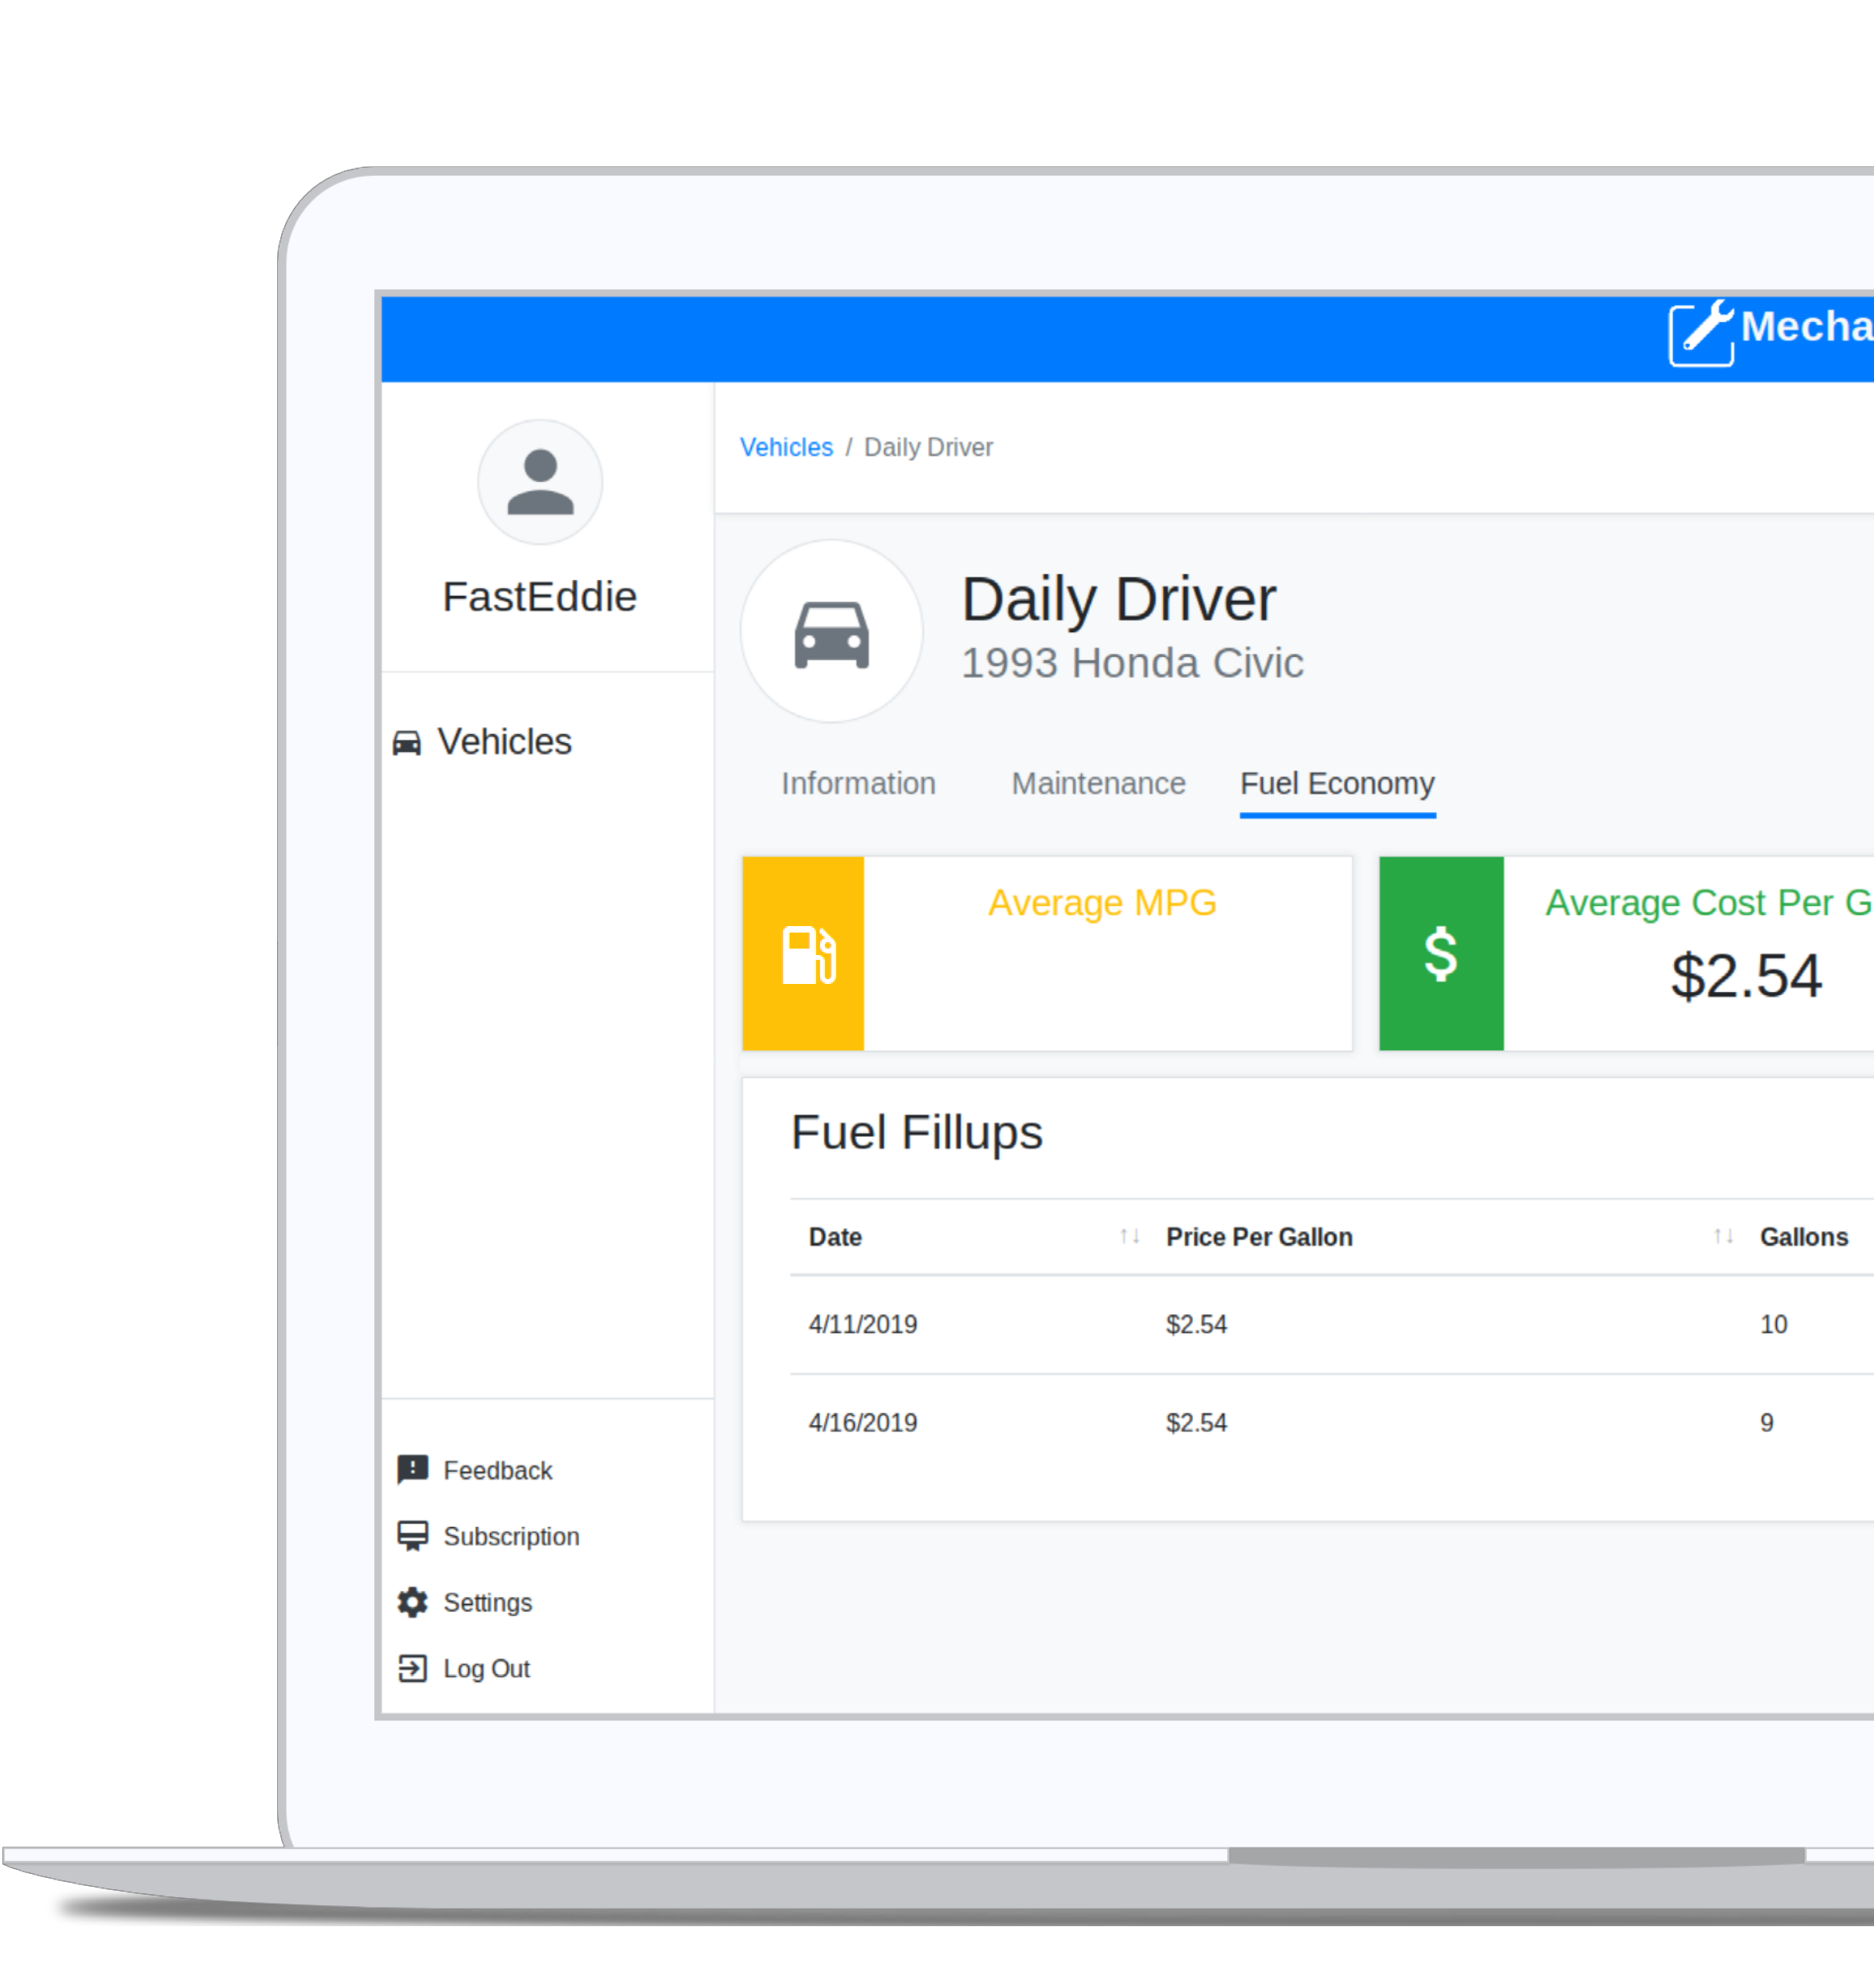 Mecha
FastEddie
Vehicles
Feedback
Subscription
Settings
Log Out
Vehicles / Daily Driver
Daily Driver
1993 Honda Civic
Information Maintenance Fuel Economy
Average MPG
Average Cost Per G
$2.54
Fuel Fillups
Date ↑↓ Price Per Gallon ↑↓ Gallons
4/11/2019 $2.54 10
4/16/2019 $2.54 9